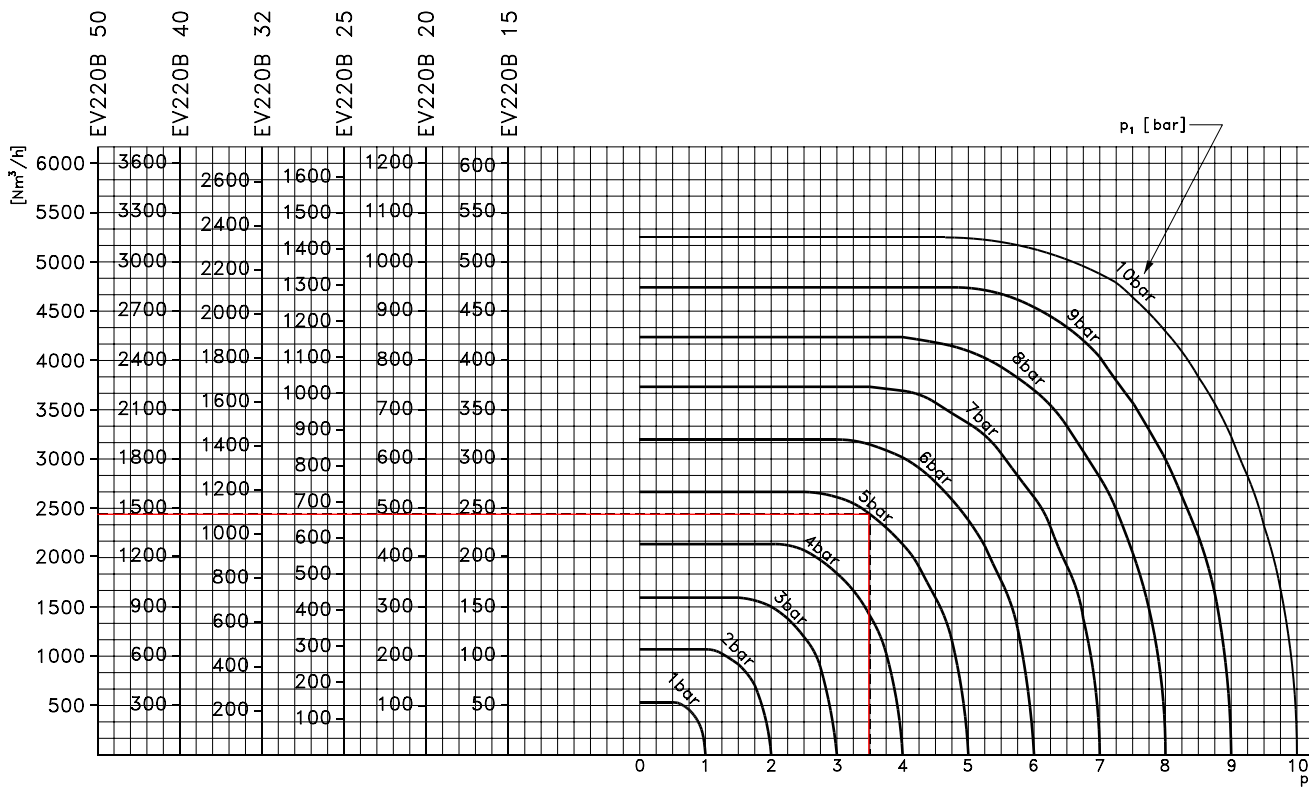 EV220B 50
EV220B 40
EV220B 32
EV220B 25
EV220B 20
EV220B 15
[Nm³/h]
p₁ [bar]
6000 3600 1200 600
2600 1600
5500 3300 1500 1100 550
2400 1400
5000 3000 2200 1000 500
1300
4500 2700 2000 1200 900 450
4000 2400 1800 1100 800 400
1600 1000
3500 2100 900 700 350
1400
3000 1800 800 600 300
1200 700
2500 1500 500 250
1000 600
2000 1200 400 200
800 500
1500 900 600 400 300 150
1000 600 400 300 200 100
200
500 300 200 100 100 50
10bar
9bar
8bar
7bar
6bar
5bar
4bar
3bar
2bar
1bar
0 1 2 3 4 5 6 7 8 9 10
p